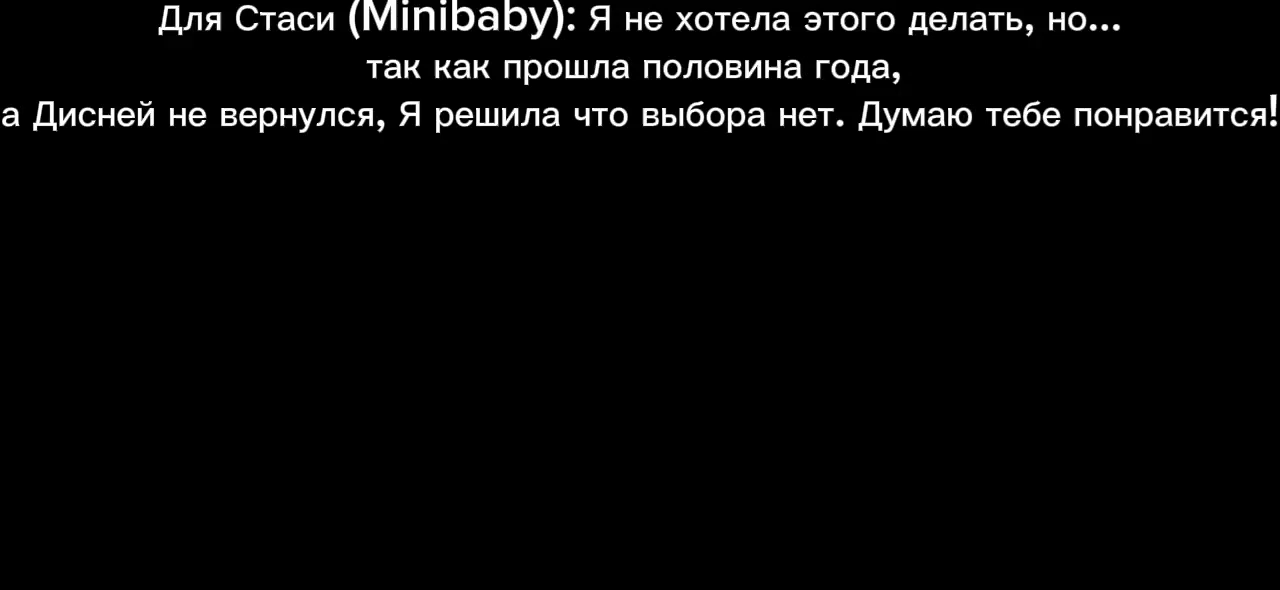 Для Стаси (Minibaby): Я не хотела этого делать, но...
так как прошла половина года,
а Дисней не вернулся, Я решила что выбора нет. Думаю тебе понравится!